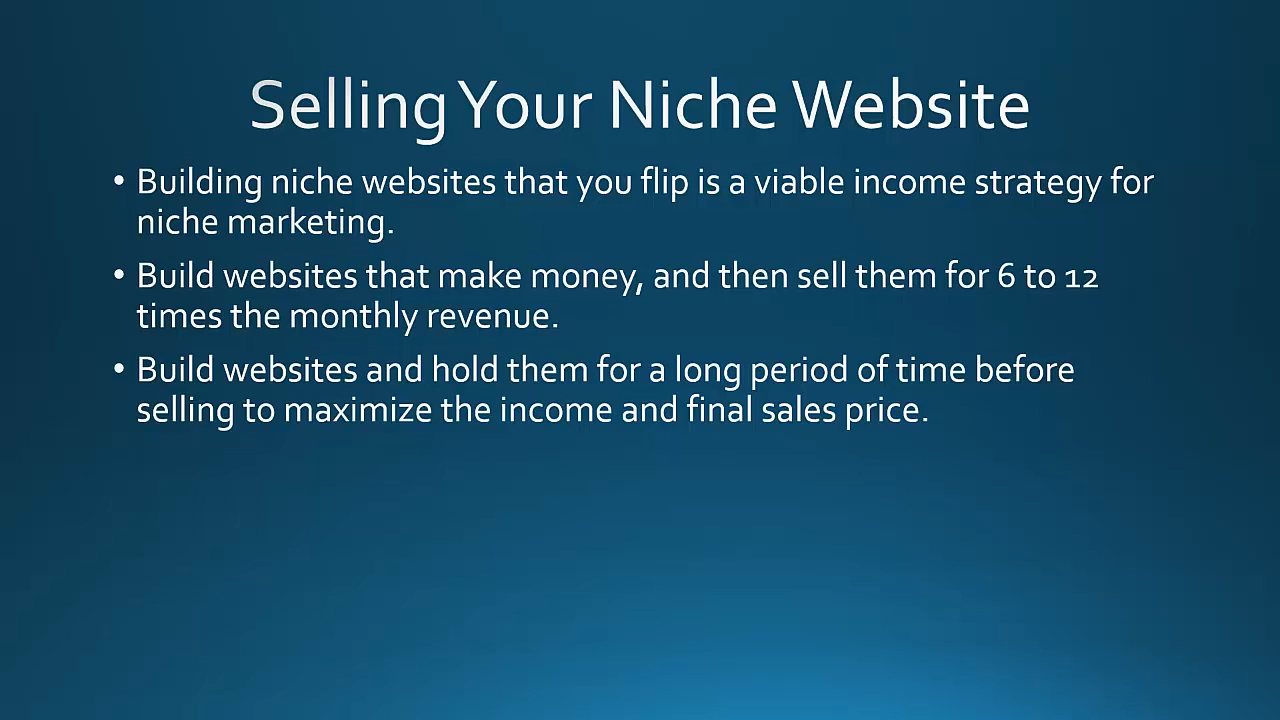 Selling Your Niche Website
• Building niche websites that you flip is a viable income strategy for
niche marketing.
• Build websites that make money, and then sell them for 6 to 12
times the monthly revenue.
• Build websites and hold them for a long period of time before
selling to maximize the income and final sales price.